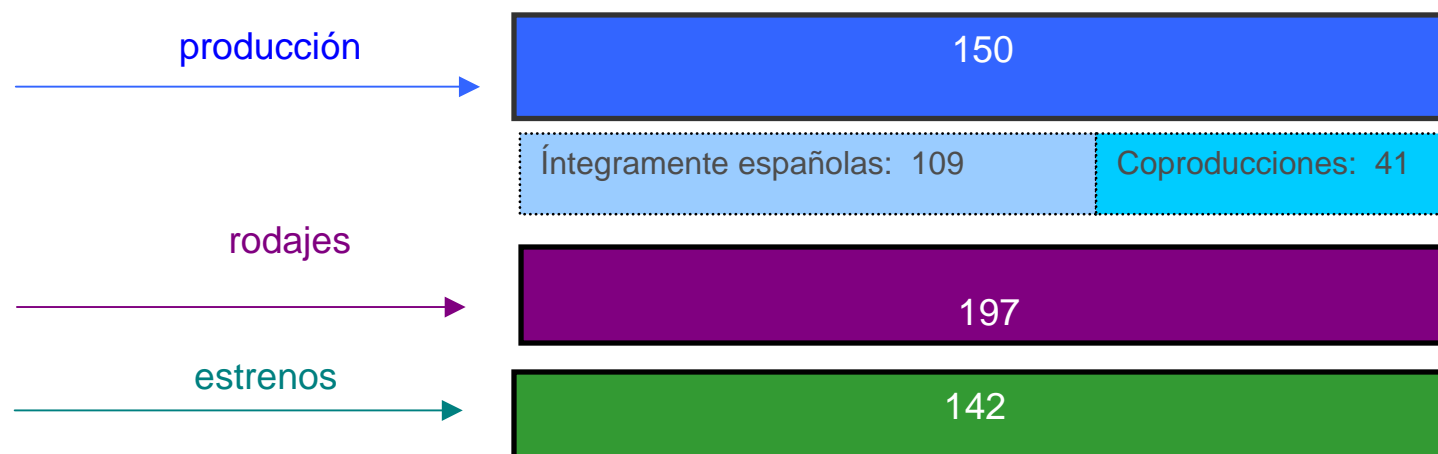 producción
150
Íntegramente españolas: 109
Coproducciones: 41
rodajes
197
estrenos
142